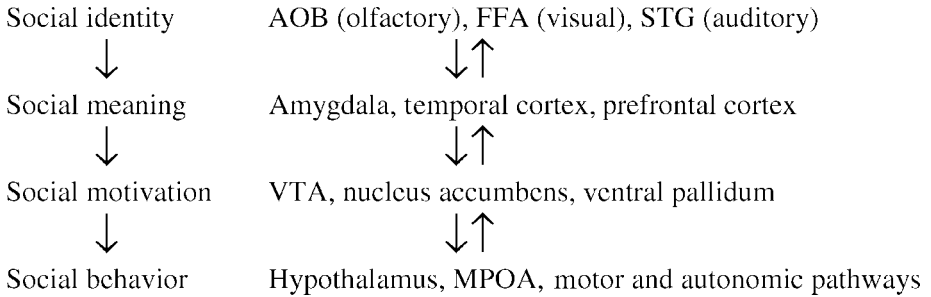 Social identity AOB (olfactory), FFA (visual), STG (auditory)
Social meaning Amygdala, temporal cortex, prefrontal cortex
Social motivation VTA, nucleus accumbens, ventral pallidum
Social behavior Hypothalamus, MPOA, motor and autonomic pathways